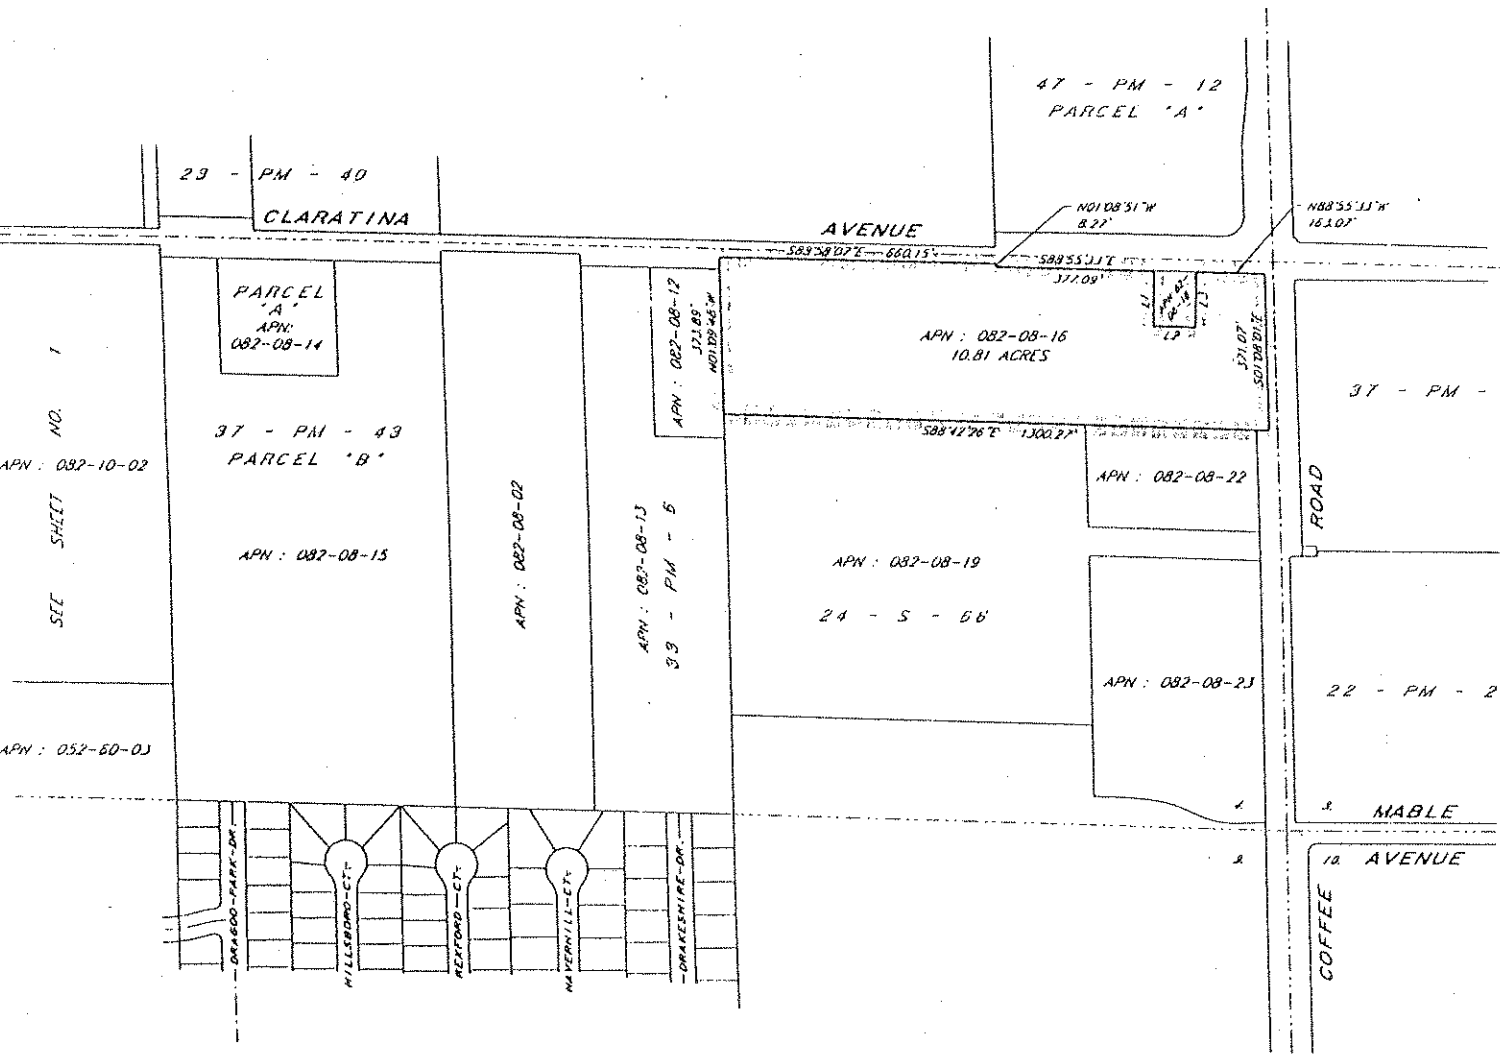 47 - PM - 12
PARCEL "A"
23 - PM - 40
CLARATINA
AVENUE
N01°08'51"W
8.27'
N88°55'33"W
163.07'
S89°58'07"E 660.15'
S88°55'33"E
377.09'
PARCEL
"A"
APN:
082-08-14
APN : 082-08-12
373.89'
N01°09'46"W
APN : 082-08-16
10.81 ACRES
L1
L2
L3
371.07'
S01°08'01"E
S88°42'26"E 1300.27'
37 - PM -
SEE SHEET NO. 1
37 - PM - 43
PARCEL "B"
APN : 082-10-02
APN : 082-08-15
APN : 082-08-02
APN : 082-08-13
33 - PM - 6
APN : 082-08-22
ROAD
APN : 082-08-19
24 - S - 66
APN : 082-08-23
22 - PM - 2
APN : 052-60-03
MABLE
AVENUE
10
COFFEE
DRAGOO-PARK-DR.
HILLSBORO-CT.
REXFORD-CT.
HAVERHILL-CT.
DRAKESHIRE-DR.